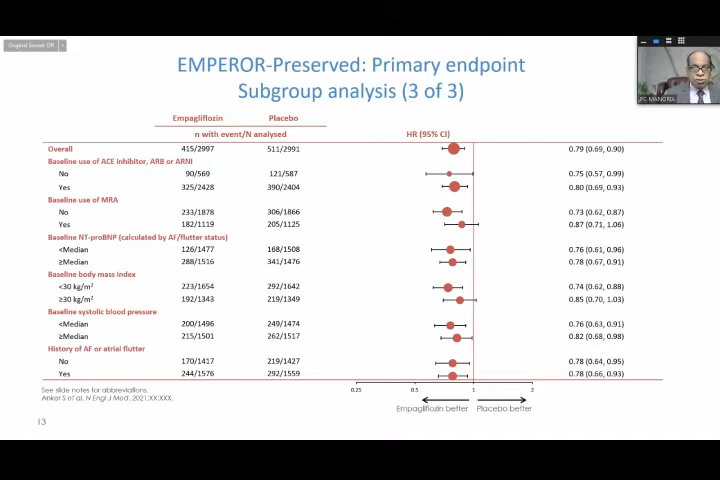 Original Sound: Off
EMPEROR-Preserved: Primary endpoint
Subgroup analysis (3 of 3)
Empagliflozin Placebo
n with event/N analysed HR (95% CI)
Overall 415/2997 511/2991 0.79 (0.69, 0.90)
Baseline use of ACE inhibitor, ARB or ARNI
No 90/569 121/587 0.75 (0.57, 0.99)
Yes 325/2428 390/2404 0.80 (0.69, 0.93)
Baseline use of MRA
No 233/1878 306/1866 0.73 (0.62, 0.87)
Yes 182/1119 205/1125 0.87 (0.71, 1.06)
Baseline NT-proBNP (calculated by AF/flutter status)
<Median 126/1477 168/1508 0.76 (0.61, 0.96)
≥Median 288/1516 341/1476 0.78 (0.67, 0.91)
Baseline body mass index
<30 kg/m² 223/1654 292/1642 0.74 (0.62, 0.88)
≥30 kg/m² 192/1343 219/1349 0.85 (0.70, 1.03)
Baseline systolic blood pressure
<Median 200/1496 249/1474 0.76 (0.63, 0.91)
≥Median 215/1501 262/1517 0.82 (0.68, 0.98)
History of AF or atrial flutter
No 170/1417 219/1427 0.78 (0.64, 0.95)
Yes 244/1576 292/1559 0.78 (0.66, 0.93)
0.25 0.5 1 2
Empagliflozin better Placebo better
See slide notes for abbreviations.
Anker S et al. N Engl J Med. 2021;XX:XXX.
13
PC MANORIA